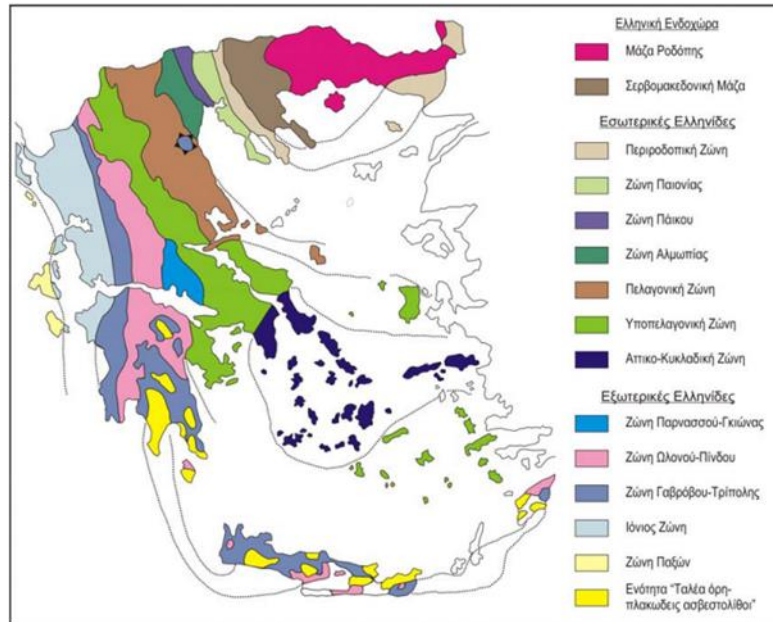 Ελληνική Ενδοχώρα
Μάζα Ροδόπης
Σερβομακεδονική Μάζα
Εσωτερικές Ελληνίδες
Περιροδοπική Ζώνη
Ζώνη Παιονίας
Ζώνη Πάικου
Ζώνη Αλμωπίας
Πελαγονική Ζώνη
Υποπελαγονική Ζώνη
Αττικο-Κυκλαδική Ζώνη
Εξωτερικές Ελληνίδες
Ζώνη Παρνασσού-Γκιώνας
Ζώνη Ωλονού-Πίνδου
Ζώνη Γαβρόβου-Τρίπολης
Ιόνιος Ζώνη
Ζώνη Παξών
Ενότητα "Ταλέα όρη-
πλακωδεις ασβεστολίθοι"